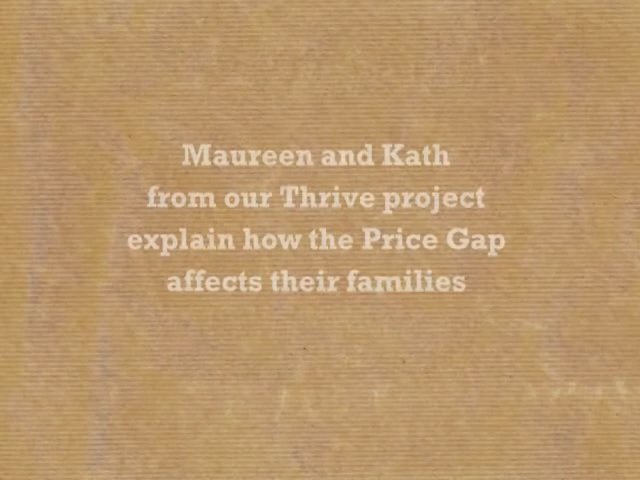 Maureen and Kath
from our Thrive project
explain how the Price Gap
affects their families